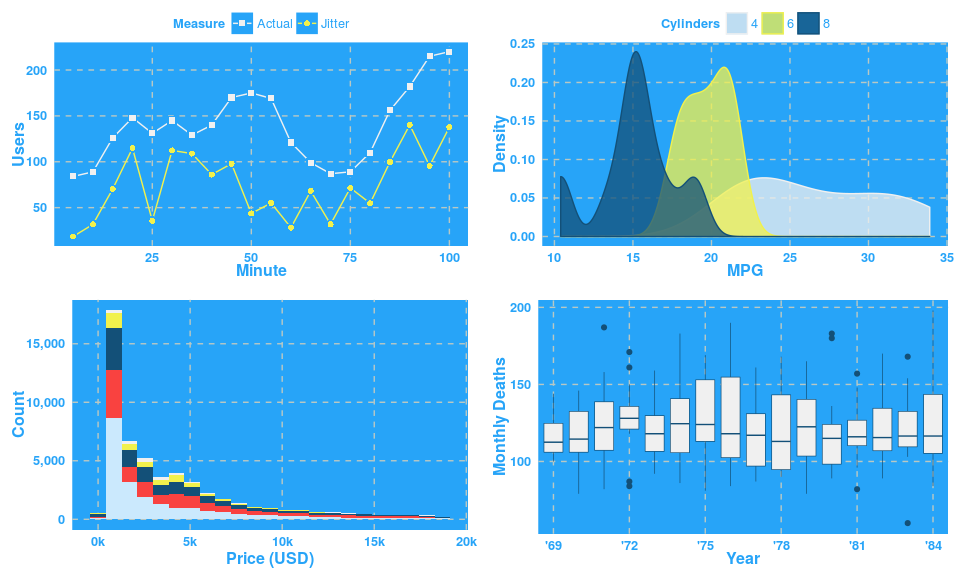 Measure Actual Jitter
200
150
100
50
Users
25 50 75 100
Minute
Cylinders 4 6 8
0.25
0.20
0.15
0.10
0.05
0.00
Density
10 15 20 25 30 35
MPG
15,000
10,000
5,000
0
Count
0k 5k 10k 15k 20k
Price (USD)
200
150
100
Monthly Deaths
'69 '72 '75 '78 '81 '84
Year